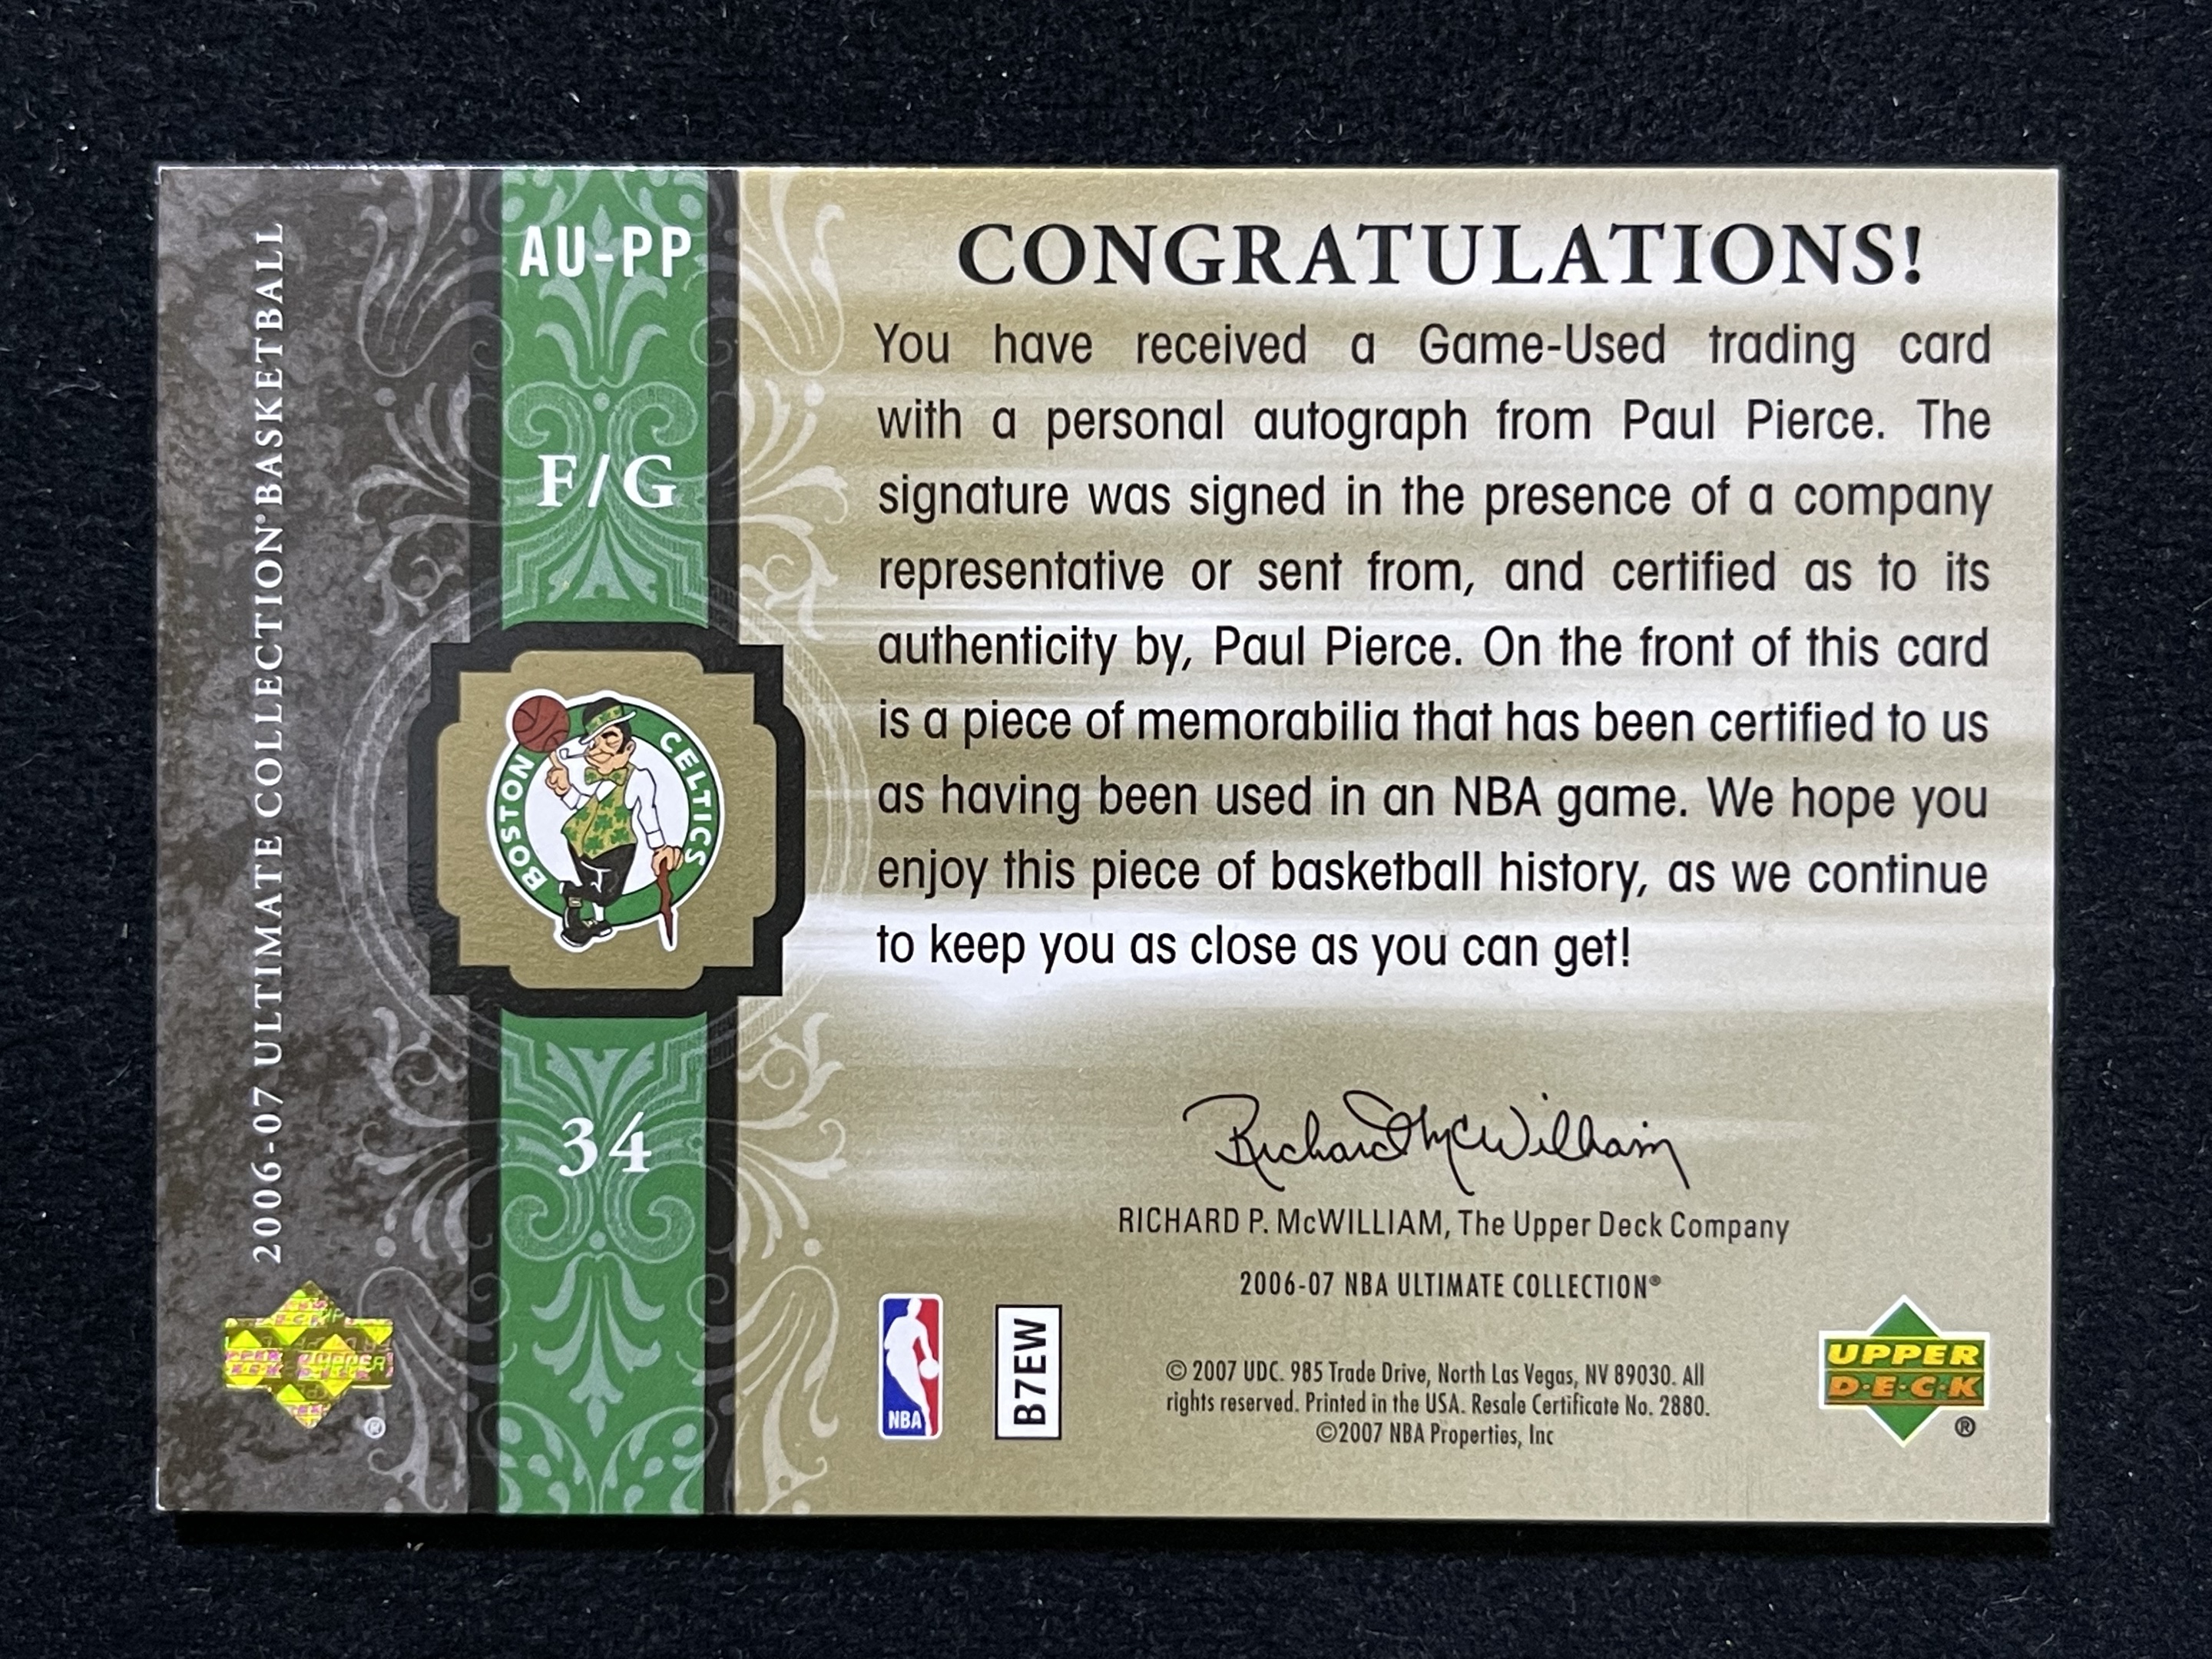 2006-07 ULTIMATE COLLECTION® BASKETBALL
AU-PP
F/G
BOSTON CELTICS
34
CONGRATULATIONS!
You have received a Game-Used trading card
with a personal autograph from Paul Pierce. The
signature was signed in the presence of a company
representative or sent from, and certified as to its
authenticity by, Paul Pierce. On the front of this card
is a piece of memorabilia that has been certified to us
as having been used in an NBA game. We hope you
enjoy this piece of basketball history, as we continue
to keep you as close as you can get!
Richard McWilliam
RICHARD P. McWILLIAM, The Upper Deck Company
2006-07 NBA ULTIMATE COLLECTION®
© 2007 UDC. 985 Trade Drive, North Las Vegas, NV 89030. All
rights reserved. Printed in the USA. Resale Certificate No. 2880.
©2007 NBA Properties, Inc
NBA
B7EW
UPPER
D·E·C·K
®
UPPER
®